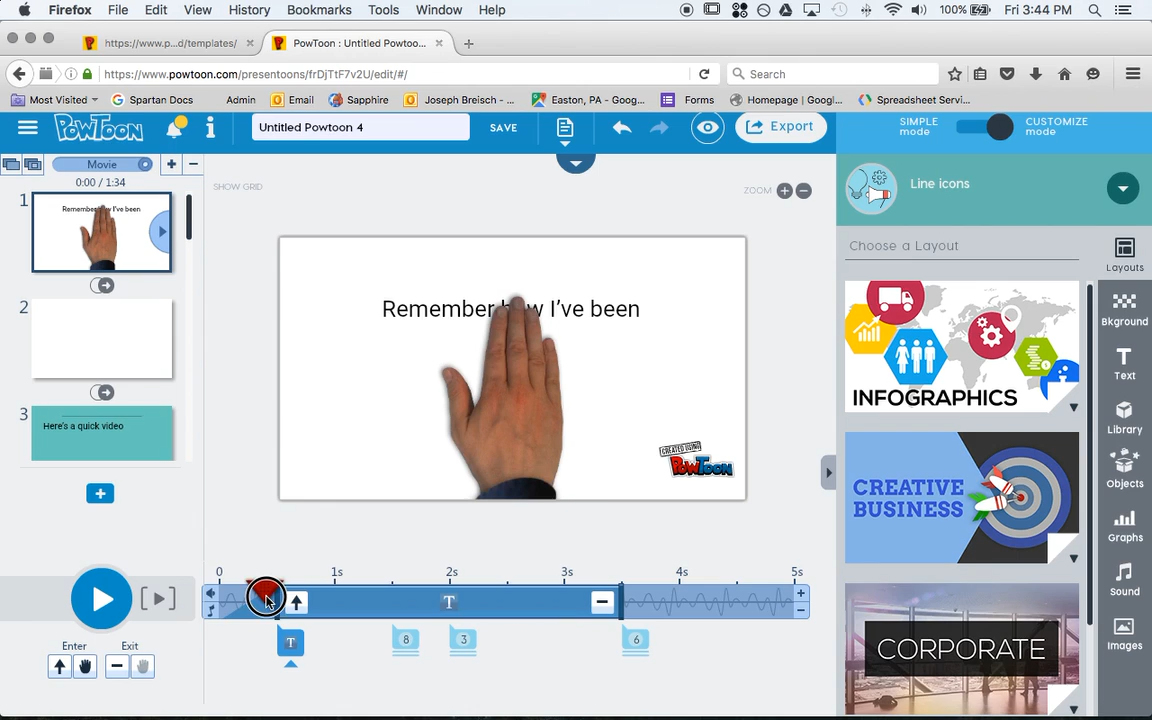 Firefox File Edit View History Bookmarks Tools Window Help 100% Fri 3:44 PM
https://www.p...d/templates/ PowToon : Untitled Powtoo...
https://www.powtoon.com/presentoons/frDjTtF7v2U/edit/#/ Search
Most Visited Spartan Docs Admin Email Sapphire Joseph Breisch - ... Easton, PA - Goog... Forms Homepage | Googl... Spreadsheet Servi...
POWTOON Untitled Powtoon 4 SAVE Export SIMPLE mode CUSTOMIZE mode
Movie
0:00 / 1:34
SHOW GRID
ZOOM
Line icons
Choose a Layout
Layouts
Bkground
Text
Library
Objects
Graphs
Sound
Images
1
Remember I've been
2
3
Here's a quick video
Remember how I've been
CREATED USING
POWTOON
INFOGRAPHICS
CREATIVE
BUSINESS
CORPORATE
0 1s 2s 3s 4s 5s
T
T 8 3 6
Enter Exit